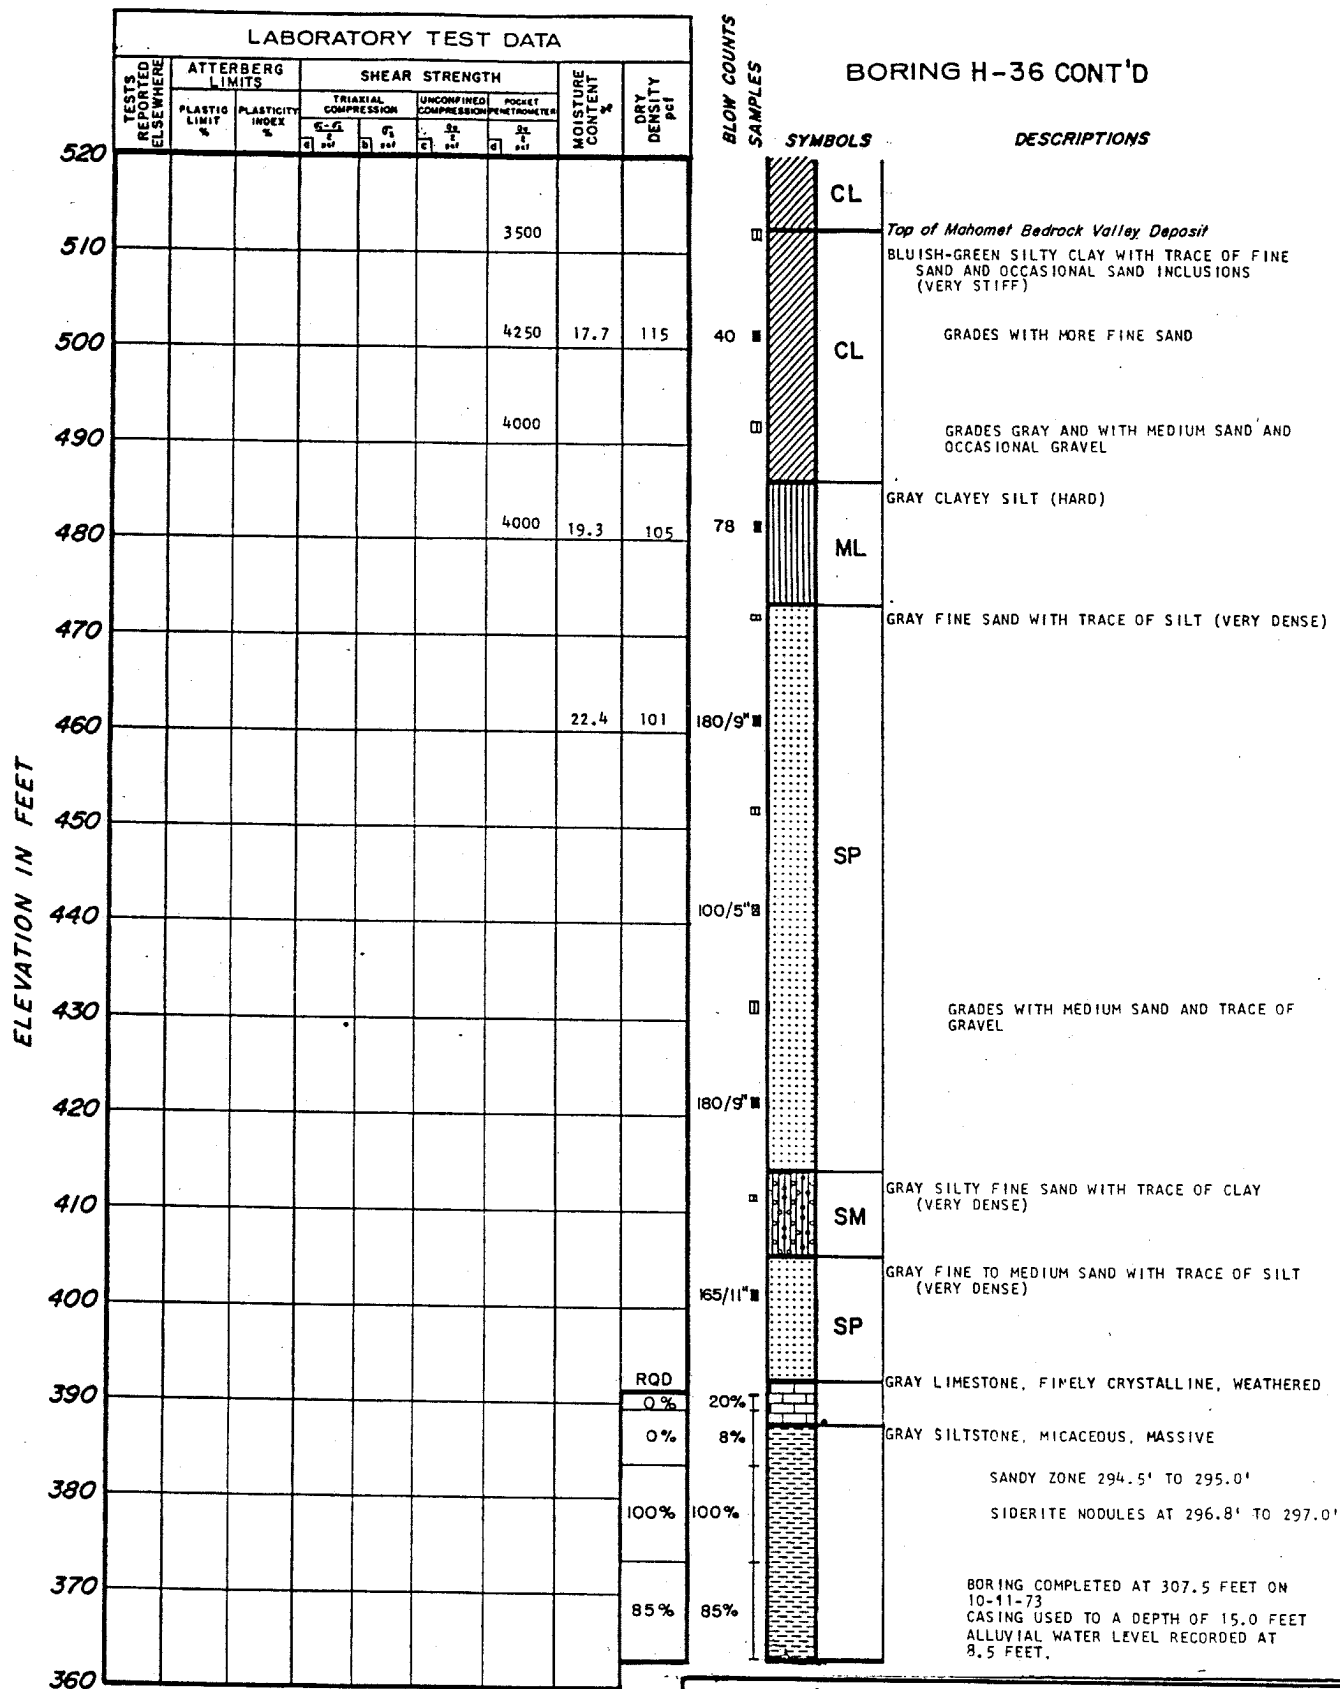 LABORATORY TEST DATA
TESTS REPORTED ELSEWHERE
ATTERBERG LIMITS
PLASTIC LIMIT %
PLASTICITY INDEX %
SHEAR STRENGTH
TRIAXIAL COMPRESSION
UNCONFINED COMPRESSION
POCKET PENETROMETER
a
b
c
d
MOISTURE CONTENT %
DRY DENSITY pcf
BLOW COUNTS
SAMPLES
BORING H-36 CONT'D
SYMBOLS
DESCRIPTIONS
ELEVATION IN FEET
520
CL
Top of Mahomet Bedrock Valley Deposit
510
3500
BLUISH-GREEN SILTY CLAY WITH TRACE OF FINE
SAND AND OCCASIONAL SAND INCLUSIONS
(VERY STIFF)
500
4250 17.7 115 40
GRADES WITH MORE FINE SAND
CL
490
4000
GRADES GRAY AND WITH MEDIUM SAND AND
OCCASIONAL GRAVEL
GRAY CLAYEY SILT (HARD)
480
4000 19.3 105 78
ML
470
GRAY FINE SAND WITH TRACE OF SILT (VERY DENSE)
460
22.4 101 180/9"
450
SP
440
100/5"
430
GRADES WITH MEDIUM SAND AND TRACE OF
GRAVEL
420
180/9"
410
GRAY SILTY FINE SAND WITH TRACE OF CLAY
(VERY DENSE)
SM
400
GRAY FINE TO MEDIUM SAND WITH TRACE OF SILT
(VERY DENSE)
165/11"
SP
390
RQD
GRAY LIMESTONE, FINELY CRYSTALLINE, WEATHERED
0% 20%
0% 8%
GRAY SILTSTONE, MICACEOUS, MASSIVE
380
SANDY ZONE 294.5' TO 295.0'
100% 100%
SIDERITE NODULES AT 296.8' TO 297.0'
370
85% 85%
BORING COMPLETED AT 307.5 FEET ON
10-11-73
CASING USED TO A DEPTH OF 15.0 FEET
ALLUVIAL WATER LEVEL RECORDED AT
8.5 FEET.
360